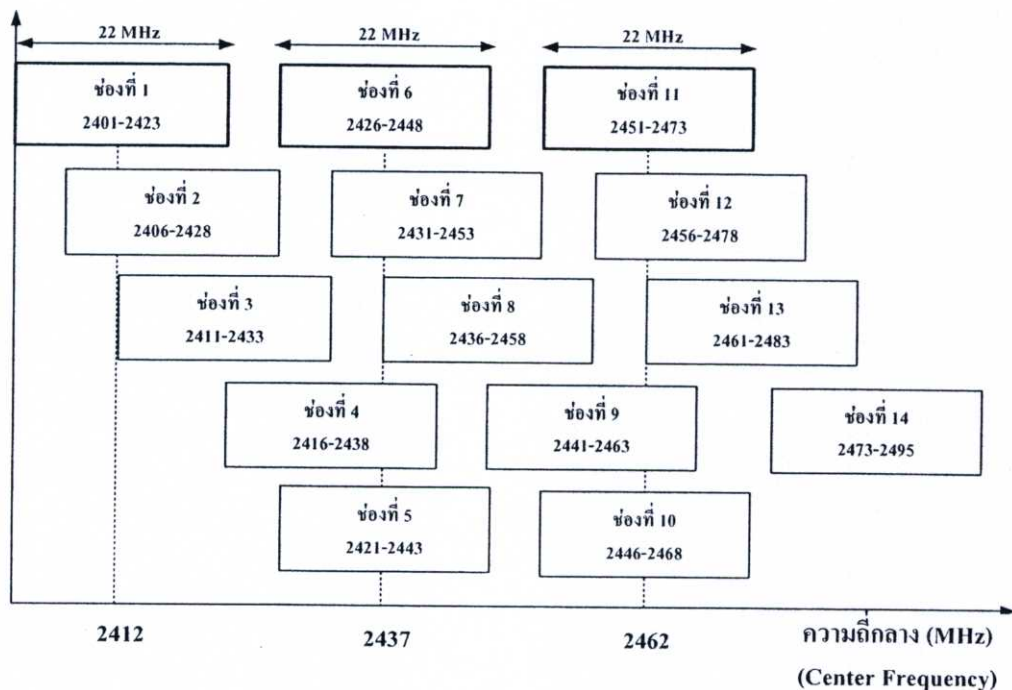 22 MHz 22 MHz 22 MHz
ช่องที่ 1 ช่องที่ 6 ช่องที่ 11
2401-2423 2426-2448 2451-2473
ช่องที่ 2 ช่องที่ 7 ช่องที่ 12
2406-2428 2431-2453 2456-2478
ช่องที่ 3 ช่องที่ 8 ช่องที่ 13
2411-2433 2436-2458 2461-2483
ช่องที่ 4 ช่องที่ 9 ช่องที่ 14
2416-2438 2441-2463 2473-2495
ช่องที่ 5 ช่องที่ 10
2421-2443 2446-2468
2412 2437 2462 ความถี่กลาง (MHz)
(Center Frequency)